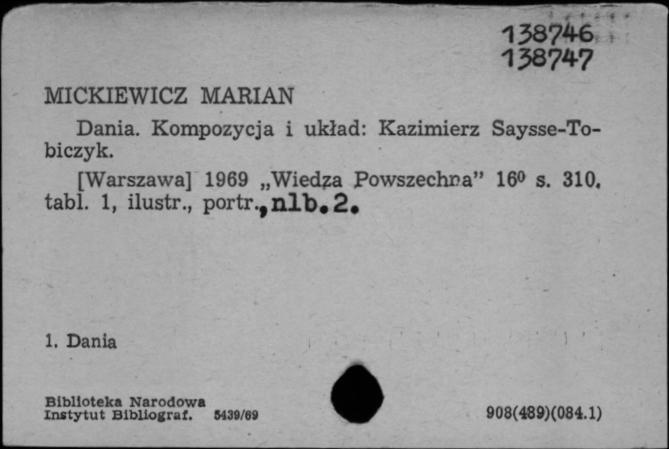 138746
138747
MICKIEWICZ MARIAN
Dania. Kompozycja i układ: Kazimierz Saysse-To-
biczyk.
[Warszawa] 1969 „Wiedza Powszechna” 16⁰ s. 310.
tabl. 1, ilustr., portr., nlb. 2.
1. Dania
Biblioteka Narodowa
Instytut Bibliograf. 5439/69
908(489)(084.1)